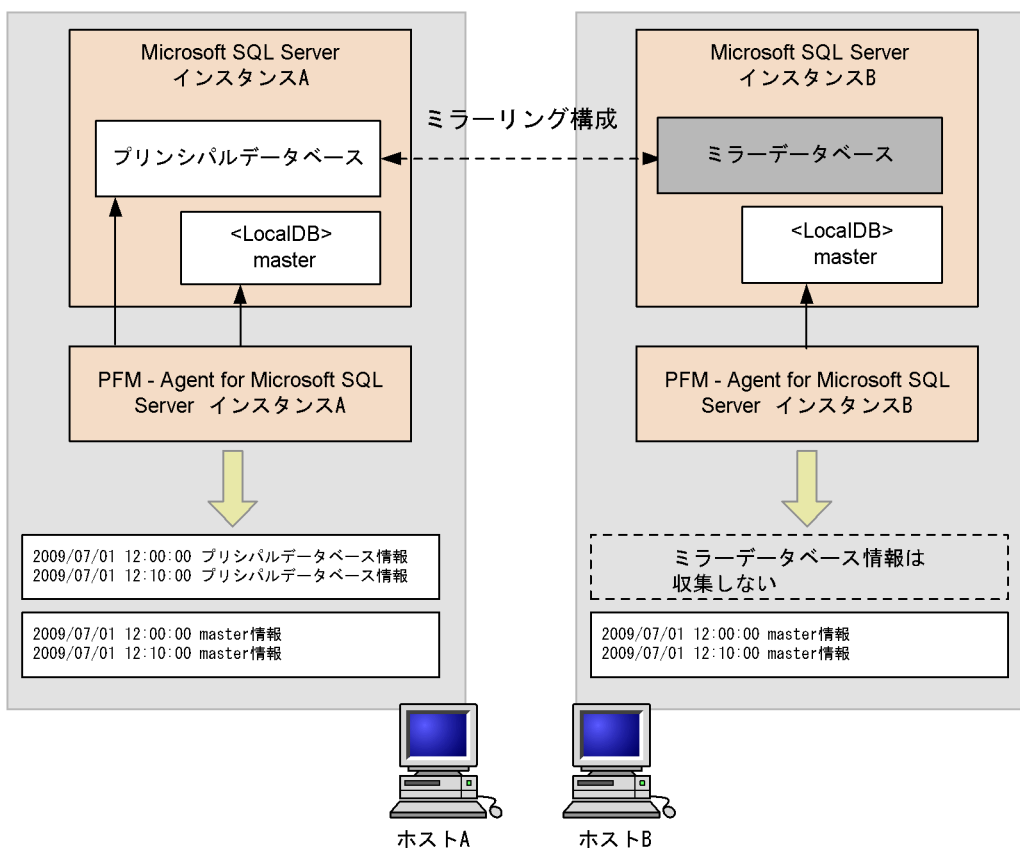 Microsoft SQL Server
インスタンスA
プリンシパルデータベース
<LocalDB>
master
PFM - Agent for Microsoft SQL
Server インスタンスA
2009/07/01 12:00:00 プリシパルデータベース情報
2009/07/01 12:10:00 プリシパルデータベース情報
2009/07/01 12:00:00 master情報
2009/07/01 12:10:00 master情報
ホストA
ミラーリング構成
Microsoft SQL Server
インスタンスB
ミラーデータベース
<LocalDB>
master
PFM - Agent for Microsoft SQL
Server インスタンスB
ミラーデータベース情報は
収集しない
2009/07/01 12:00:00 master情報
2009/07/01 12:10:00 master情報
ホストB